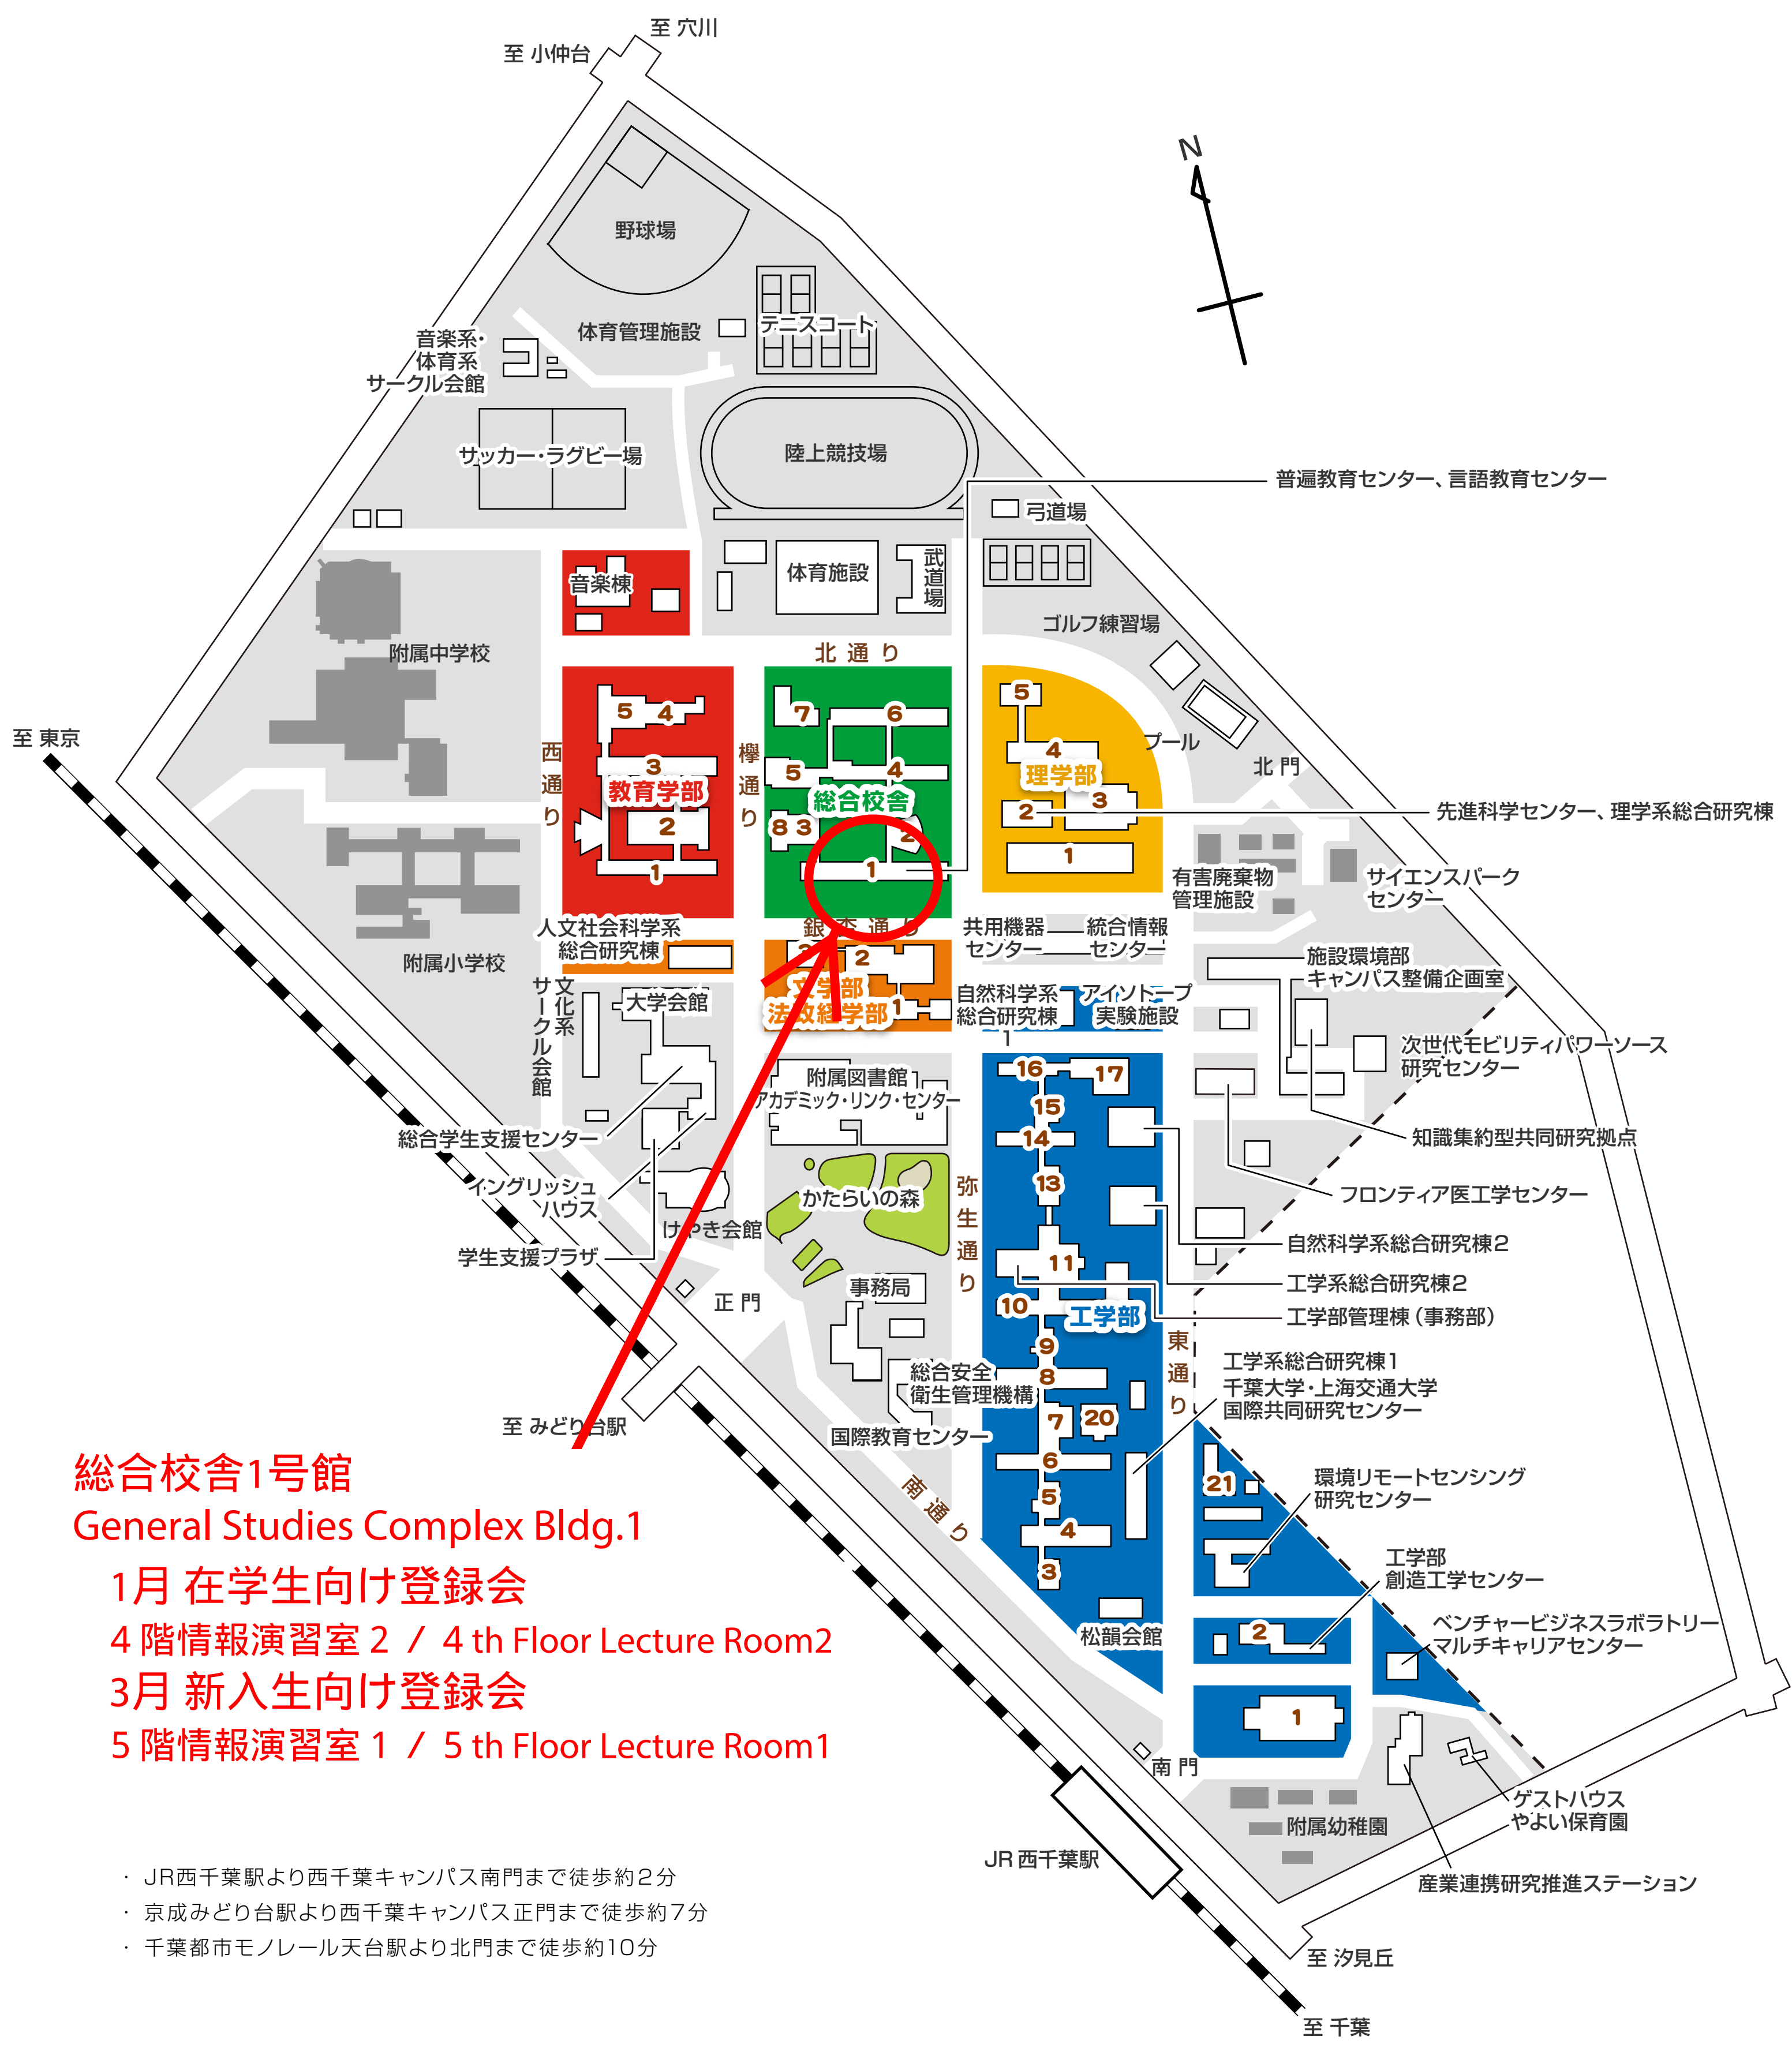 至 穴川
至 小仲台
N
野球場
体育管理施設
テニスコート
音楽系・
体育系
サークル会館
サッカー・ラグビー場
陸上競技場
普遍教育センター、言語教育センター
弓道場
体育施設
武道場
音楽棟
ゴルフ練習場
附属中学校
北通り
至 東京
西通り
欅通り
5
4
3
教育学部
2
1
7
6
5
4
総合校舎
8
3
2
1
5
4
理学部
3
2
1
プール
北門
先進科学センター、理学系総合研究棟
有害廃棄物
管理施設
サイエンスパーク
センター
人文社会科学系
総合研究棟
銀杏通り
共用機器
センター
統合情報
センター
附属小学校
施設環境部
キャンパス整備企画室
文化系
サークル会館
大学会館
2
文学部
法政経学部
1
自然科学系
総合研究棟
1
アイソトープ
実験施設
次世代モビリティパワーソース
研究センター
附属図書館
アカデミック・リンク・センター
16
17
15
14
13
11
10
工学部
9
8
7
20
6
5
4
3
総合学生支援センター
知識集約型共同研究拠点
イングリッシュ
ハウス
かたらいの森
弥生通り
フロンティア医工学センター
けやき会館
学生支援プラザ
自然科学系総合研究棟2
工学系総合研究棟2
工学部管理棟（事務部）
事務局
正門
東通り
工学系総合研究棟1
千葉大学・上海交通大学
国際共同研究センター
総合安全
衛生管理機構
国際教育センター
至 みどり台駅
南通り
21
環境リモートセンシング
研究センター
工学部
創造工学センター
ベンチャービジネスラボラトリー
マルチキャリアセンター
2
松韻会館
1
総合校舎1号館
General Studies Complex Bldg.1
1月 在学生向け登録会
4 階情報演習室 2 / 4 th Floor Lecture Room2
3月 新入生向け登録会
5 階情報演習室 1 / 5 th Floor Lecture Room1
南門
ゲストハウス
やよい保育園
附属幼稚園
JR 西千葉駅
産業連携研究推進ステーション
・ JR西千葉駅より西千葉キャンパス南門まで徒歩約2分
・ 京成みどり台駅より西千葉キャンパス正門まで徒歩約7分
・ 千葉都市モノレール天台駅より北門まで徒歩約10分
至 汐見丘
至 千葉